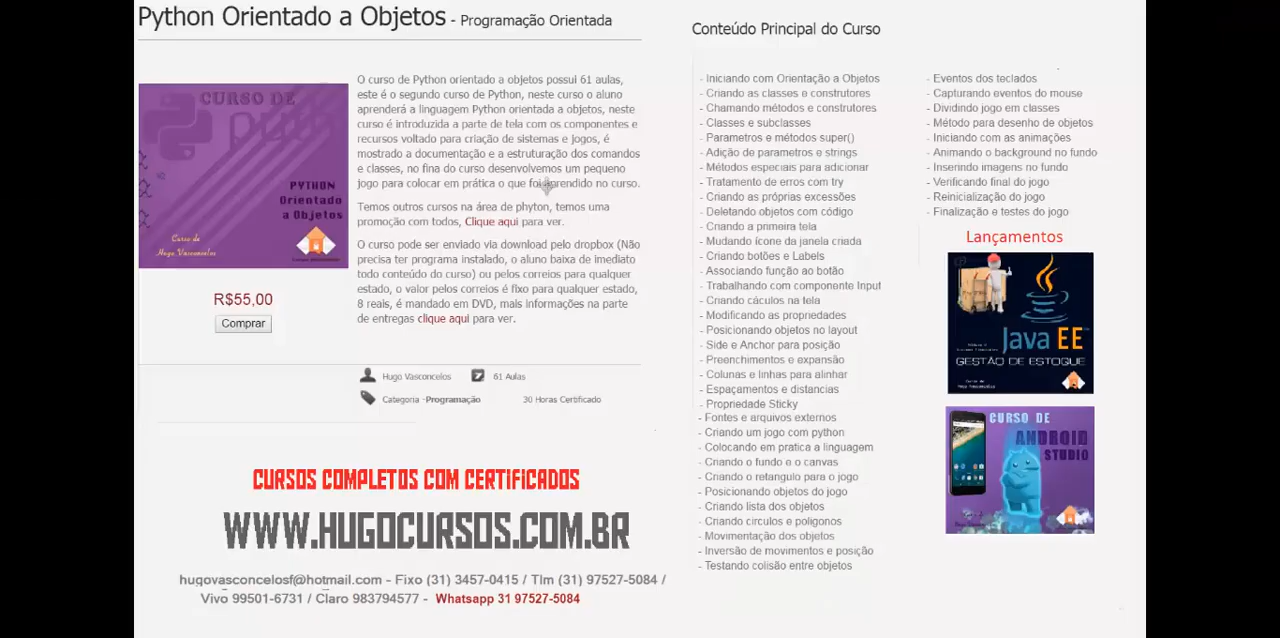 Python Orientado a Objetos - Programação Orientada
O curso de Python orientado a objetos possui 61 aulas,
este é o segundo curso de Python, neste curso o aluno
aprenderá a linguagem Python orientada a objetos, neste
curso é introduzida a parte de tela com os componentes e
recursos voltado para criação de sistemas e jogos, é
mostrado a documentação e a estruturação dos comandos
e classes, no fina do curso desenvolvemos um pequeno
jogo para colocar em prática o que foi aprendido no curso.
Temos outros cursos na área de phyton, temos uma
promoção com todos, Clique aqui para ver.
O curso pode ser enviado via download pelo dropbox (Não
precisa ter programa instalado, o aluno baixa de imediato
todo conteúdo do curso) ou pelos correios para qualquer
estado, o valor pelos correios é fixo para qualquer estado,
8 reais, é mandado em DVD, mais informações na parte
de entregas clique aqui para ver.
CURSO DE
PYTHON
Orientado
a Objetos
Curso de
Hugo Vasconcelos
R$55,00
Comprar
Hugo Vasconcelos 61 Aulas
Categoria -Programação 30 Horas Certificado
CURSOS COMPLETOS COM CERTIFICADOS
WWW.HUGOCURSOS.COM.BR
hugovasconcelosf@hotmail.com - Fixo (31) 3457-0415 / TIm (31) 97527-5084 /
Vivo 99501-6731 / Claro 983794577 - Whatsapp 31 97527-5084
Conteúdo Principal do Curso
- Iniciando com Orientação a Objetos
- Criando as classes e construtores
- Chamando métodos e construtores
- Classes e subclasses
- Parametros e métodos super()
- Adição de parametros e strings
- Métodos especiais para adicionar
- Tratamento de erros com try
- Criando as próprias excessões
- Deletando objetos com código
- Criando a primeira tela
- Mudando ícone da janela criada
- Criando botões e Labels
- Associando função ao botão
- Trabalhando com componente Input
- Criando cáculos na tela
- Modificando as propriedades
- Posicionando objetos no layout
- Side e Anchor para posição
- Preenchimentos e expansão
- Colunas e linhas para alinhar
- Espaçamentos e distancias
- Propriedade Sticky
- Fontes e arquivos externos
- Criando um jogo com python
- Colocando em pratica a linguagem
- Criando o fundo e o canvas
- Criando o retangulo para o jogo
- Posicionando objetos do jogo
- Criando lista dos objetos
- Criando circulos e poligonos
- Movimentação dos objetos
- Inversão de movimentos e posição
- Testando colisão entre objetos
- Eventos dos teclados
- Capturando eventos do mouse
- Dividindo jogo em classes
- Método para desenho de objetos
- Iniciando com as animações
- Animando o background no fundo
- Inserindo imagens no fundo
- Verificando final do jogo
- Reinicialização do jogo
- Finalização e testes do jogo
Lançamentos
Java EE
GESTÃO DE ESTOQUE
Curso de
Hugo Vasconcelos
CURSO DE
ANDROID
STUDIO